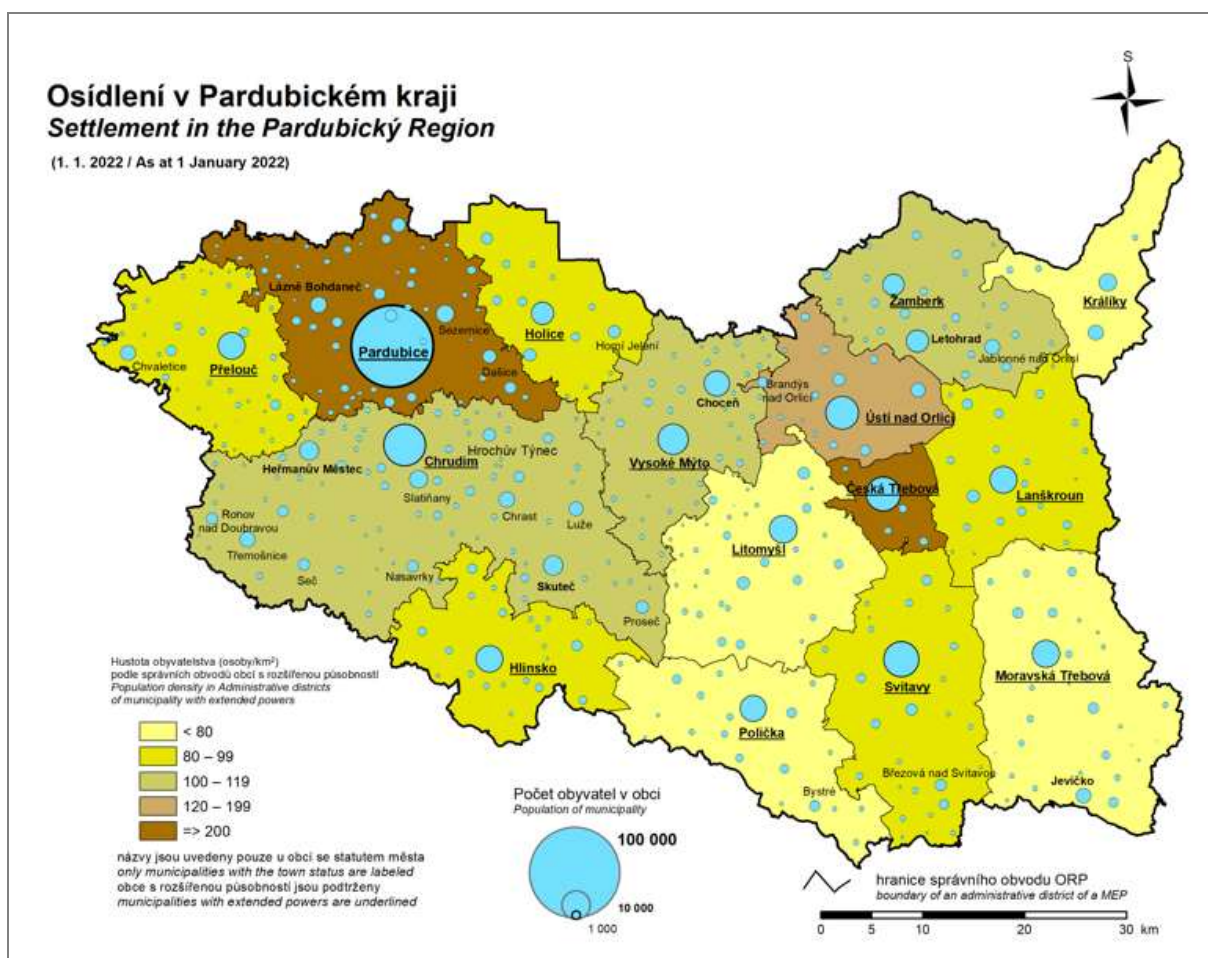 S
Osídlení v Pardubickém kraji
Settlement in the Pardubický Region
(1. 1. 2022 / As at 1 January 2022)
Lázně Bohdaneč
Žamberk
Králíky
Holice
Sezemice
Horní Jelení
Letohrad
Pardubice
Jablonné nad Orlicí
Chvaletice
Přelouč
Dašice
Choceň
Brandýs
nad Orlicí
Ústí nad Orlicí
Hrochův Týnec
Heřmanův Městec
Chrudim
Vysoké Mýto
Slatiňany
Česká Třebová
Lanškroun
Ronov
nad Doubravou
Chrast
Luže
Třemošnice
Litomyšl
Seč
Nasavrky
Skuteč
Proseč
Hlinsko
Svitavy
Moravská Třebová
Polička
Březová nad Svitavou
Bystré
Jevíčko
Hustota obyvatelstva (osoby/km²)
podle správních obvodů obcí s rozšířenou působností
Population density in Administrative districts
of municipality with extended powers
< 80
80 – 99
100 – 119
120 – 199
=> 200
názvy jsou uvedeny pouze u obcí se statutem města
only municipalities with the town status are labeled
obce s rozšířenou působností jsou podtrženy
municipalities with extended powers are underlined
Počet obyvatel v obci
Population of municipality
100 000
10 000
1 000
hranice správního obvodu ORP
boundary of an administrative district of a MEP
0 5 10 20 30 km